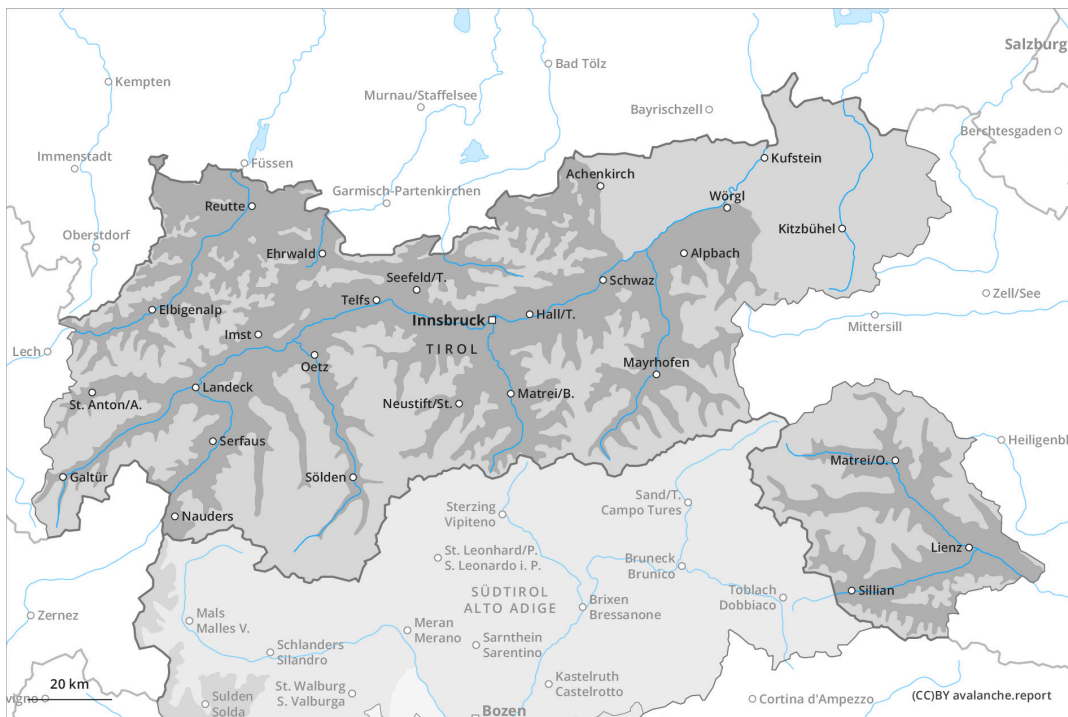 Salzburg
Bad Tölz
Kempten
Murnau/Staffelsee
Bayrischzell
Berchtesgaden
Immenstadt
Füssen
Kufstein
Achenkirch
Garmisch-Partenkirchen
Reutte
Wörgl
Kitzbühel
Oberstdorf
Ehrwald
Alpbach
Seefeld/T.
Schwaz
Zell/See
Telfs
Elbigenalp
Innsbruck
Hall/T.
Mittersill
Imst
TIROL
Lech
Oetz
Mayrhofen
Landeck
St. Anton/A.
Neustift/St.
Matrei/B.
Serfaus
Heiligenbl
Matrei/O.
Galtür
Sölden
Sand/T.
Campo Tures
Sterzing
Vipiteno
Nauders
Lienz
St. Leonhard/P.
S. Leonardo i. P.
Bruneck
Brunico
SÜDTIROL
ALTO ADIGE
Sillian
Toblach
Dobbiaco
Zernez
Mals
Malles V.
Brixen
Bressanone
Meran
Merano
Sarnthein
Sarentino
Schlanders
Silandro
20 km
vigno
Sulden
Solda
St. Walburg
S. Valburga
Kastelruth
Castelrotto
Cortina d'Ampezzo
(CC)BY avalanche.report
Bozen